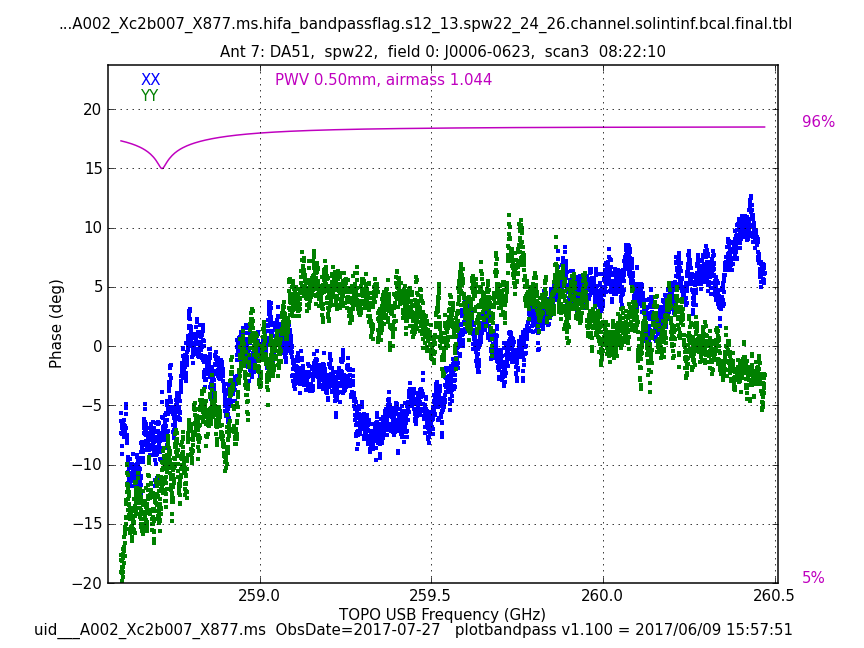 ...A002_Xc2b007_X877.ms.hifa_bandpassflag.s12_13.spw22_24_26.channel.solintinf.bcal.final.tbl
Ant 7: DA51, spw22, field 0: J0006-0623, scan3 08:22:10
XX
YY
PWV 0.50mm, airmass 1.044
96%
5%
20
15
10
5
0
−5
−10
−15
−20
Phase (deg)
259.0 259.5 260.0 260.5
TOPO USB Frequency (GHz)
uid___A002_Xc2b007_X877.ms ObsDate=2017-07-27 plotbandpass v1.100 = 2017/06/09 15:57:51